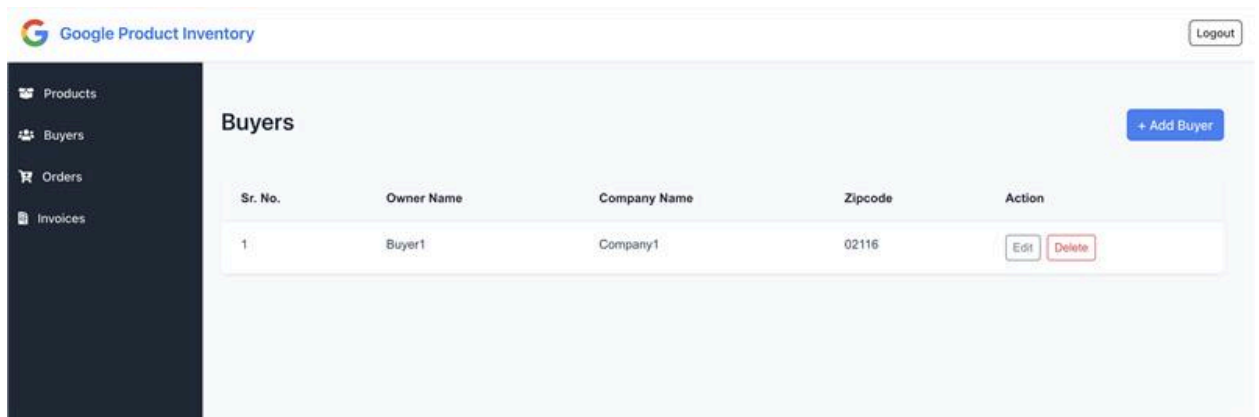 Google Product Inventory
Logout
Products
Buyers
Orders
Invoices
Buyers
+ Add Buyer
Sr. No. Owner Name Company Name Zipcode Action
1 Buyer1 Company1 02116 Edit Delete